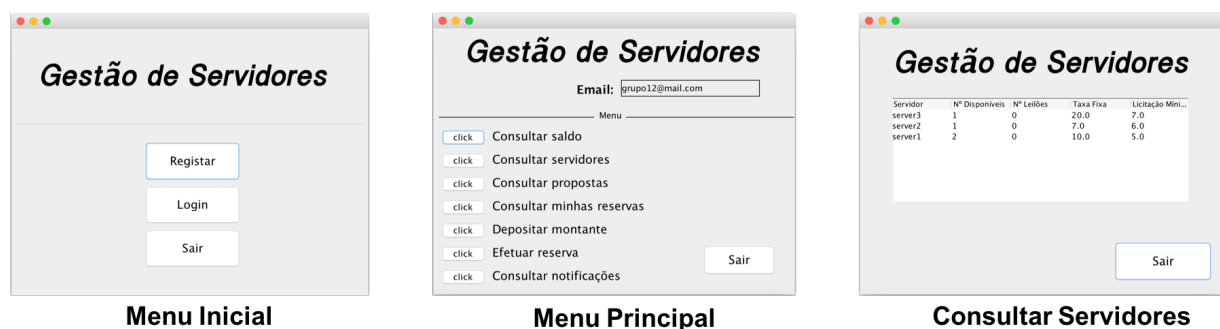 Gestão de Servidores
Registar
Login
Sair
Menu Inicial
Gestão de Servidores
Email: grupo12@mail.com
Menu
click Consultar saldo
click Consultar servidores
click Consultar propostas
click Consultar minhas reservas
click Depositar montante
click Efetuar reserva
click Consultar notificações
Sair
Menu Principal
Gestão de Servidores
Servidor Nº Disponíveis Nº Leilões Taxa Fixa Licitação Míni...
server3 1 0 20.0 7.0
server2 1 0 7.0 6.0
server1 2 0 10.0 5.0
Sair
Consultar Servidores